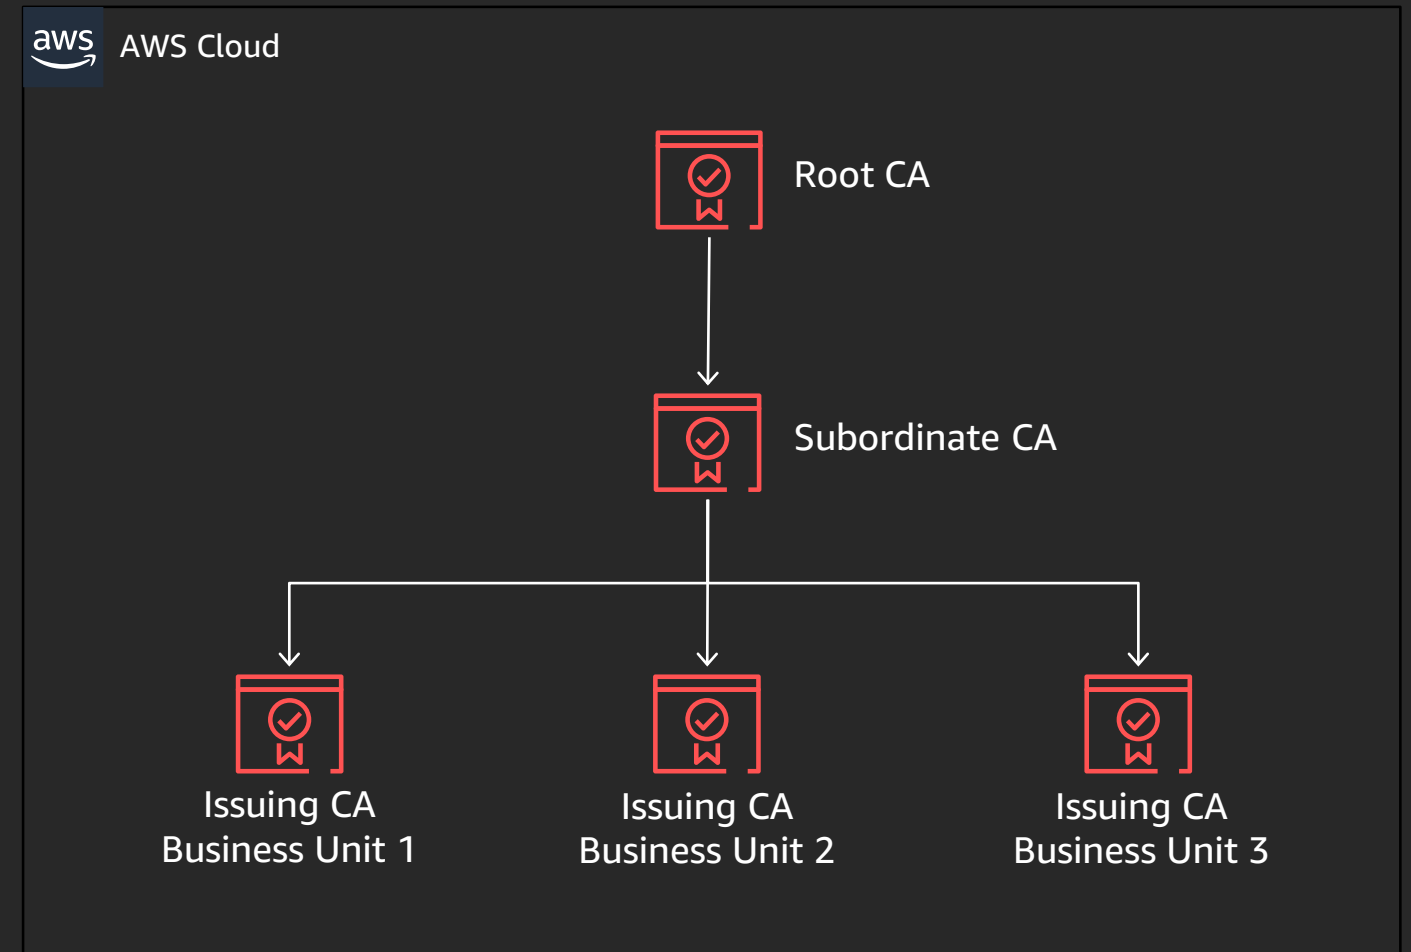 aws
AWS Cloud
Root CA
Subordinate CA
Issuing CA
Business Unit 1
Issuing CA
Business Unit 2
Issuing CA
Business Unit 3